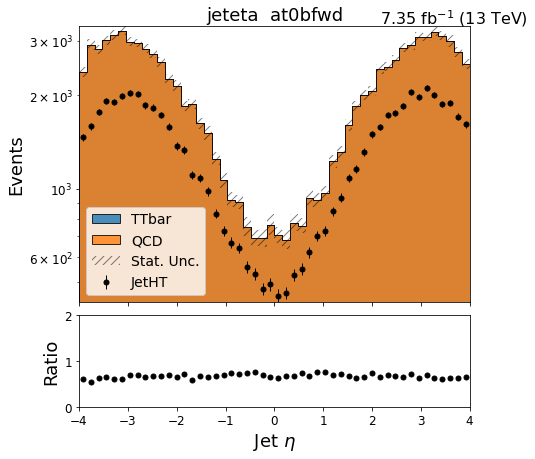 jeteta at0bfwd
7.35 fb⁻¹ (13 TeV)
3 × 10³
2 × 10³
10³
6 × 10²
Events
TTbar
QCD
Stat. Unc.
JetHT
2
1
0
Ratio
−4 −3 −2 −1 0 1 2 3 4
Jet η